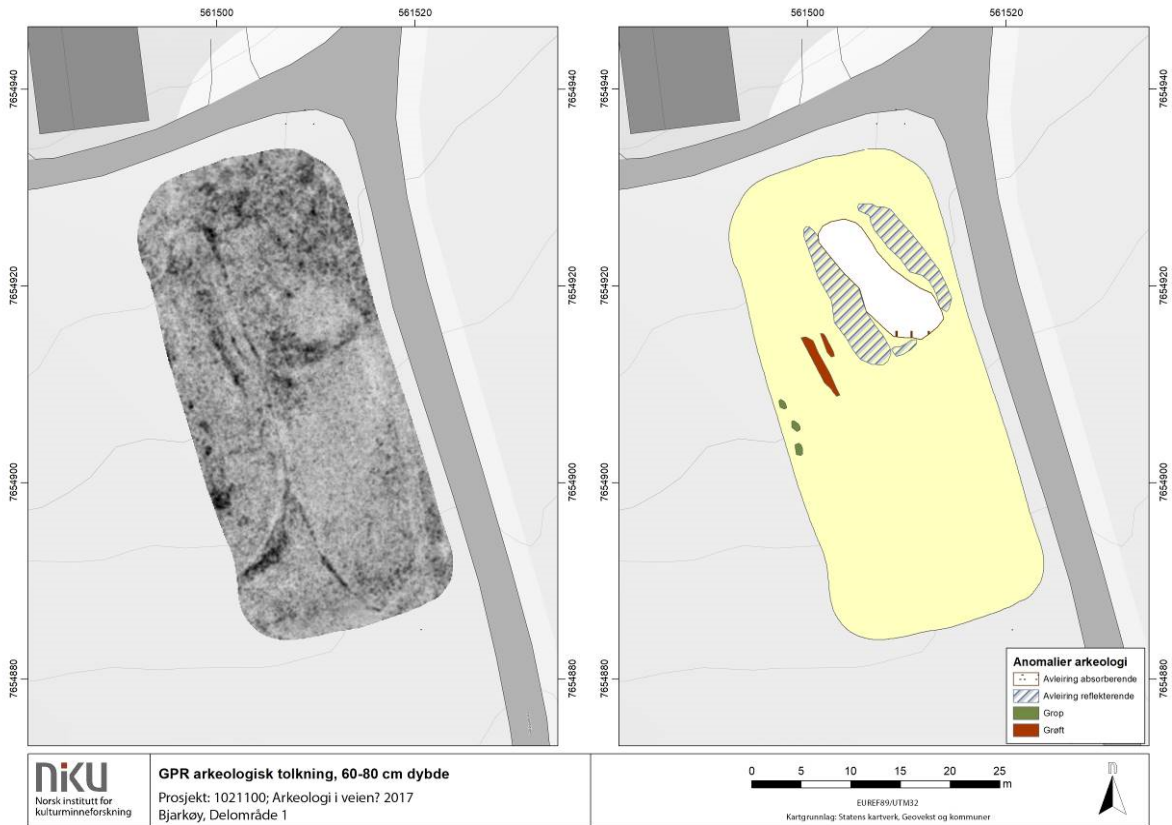 561500 561520 561500 561520
7654940 7654940 7654940 7654940
7654920 7654920 7654920 7654920
7654900 7654900 7654900 7654900
7654880 7654880 7654880 7654880
Anomalier arkeologi
Avleiring absorberende
Avleiring reflekterende
Grop
Grøft
niku
Norsk institutt for
kulturminneforskning
GPR arkeologisk tolkning, 60-80 cm dybde
Prosjekt: 1021100; Arkeologi i veien? 2017
Bjarkøy, Delområde 1
0 5 10 15 20 25
m
EUREF89/UTM32
Kartgrunnlag: Statens kartverk, Geovekst og kommuner
n